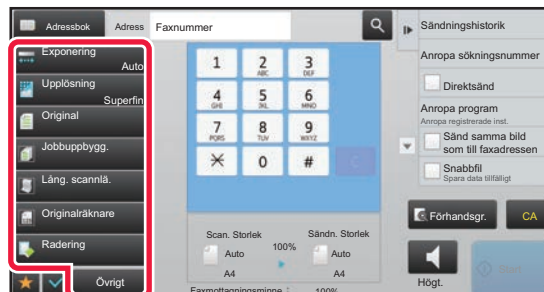 Adressbok
Adress
Faxnummer
Exponering
Auto
Upplösning
Superfin
Original
Jobbuppbygg.
Lång. scannlä.
Originalräknare
Radering
Övrigt
1
2 ABC
3 DEF
4 GHI
5 JKL
6 MNO
7 PQRS
8 TUV
9 WXYZ
0
#
C
Scan. Storlek
Auto
A4
100%
Sändn. Storlek
Auto
A4
Faxmottagningsminne :
100%
Sändningshistorik
Anropa sökningsnummer
Direktsänd
Anropa program
Anropa registrerade inst.
Sänd samma bild
som till faxadressen
Snabbfil
Spara data tillfälligt
Förhandsgr.
CA
Högt.
Start